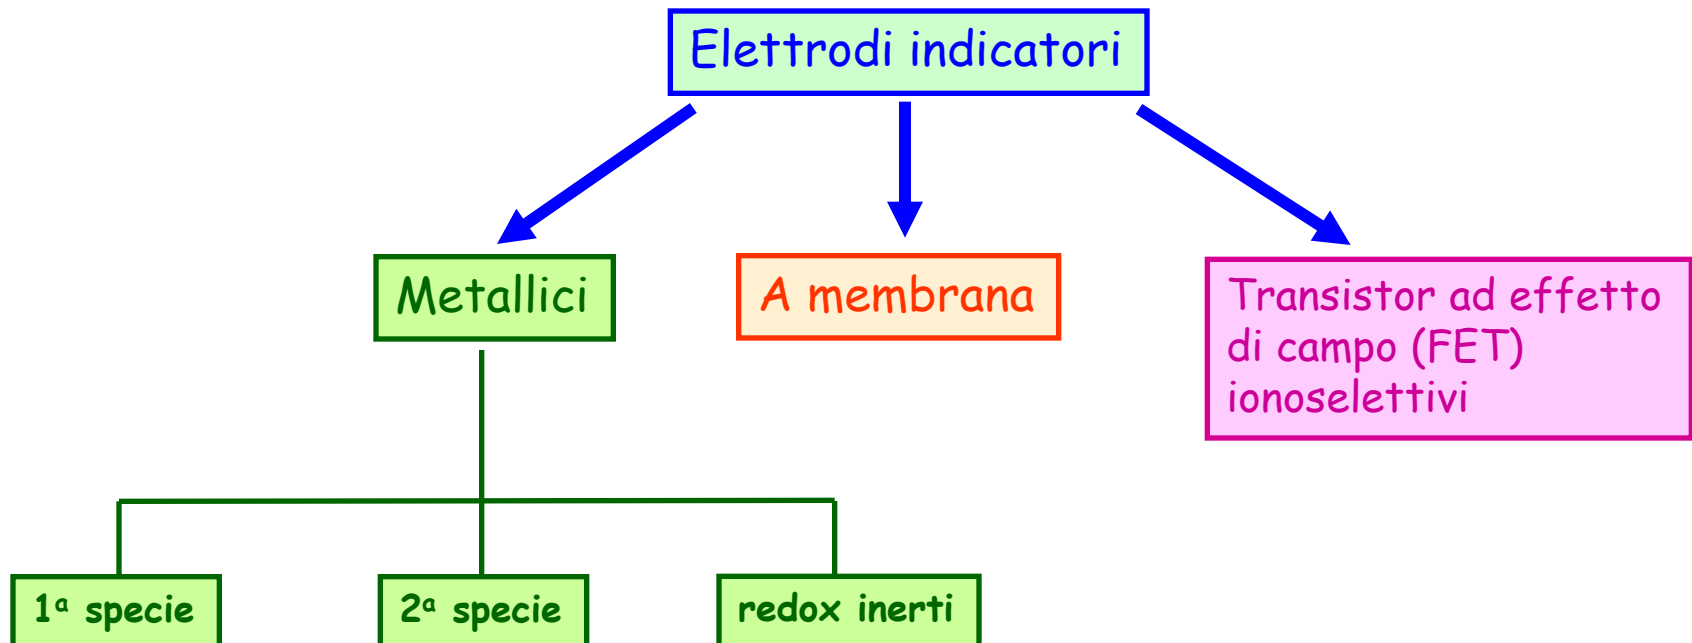 Elettrodi indicatori
Metallici
A membrana
Transistor ad effetto
di campo (FET)
ionoselettivi
1ª specie
2ª specie
redox inerti